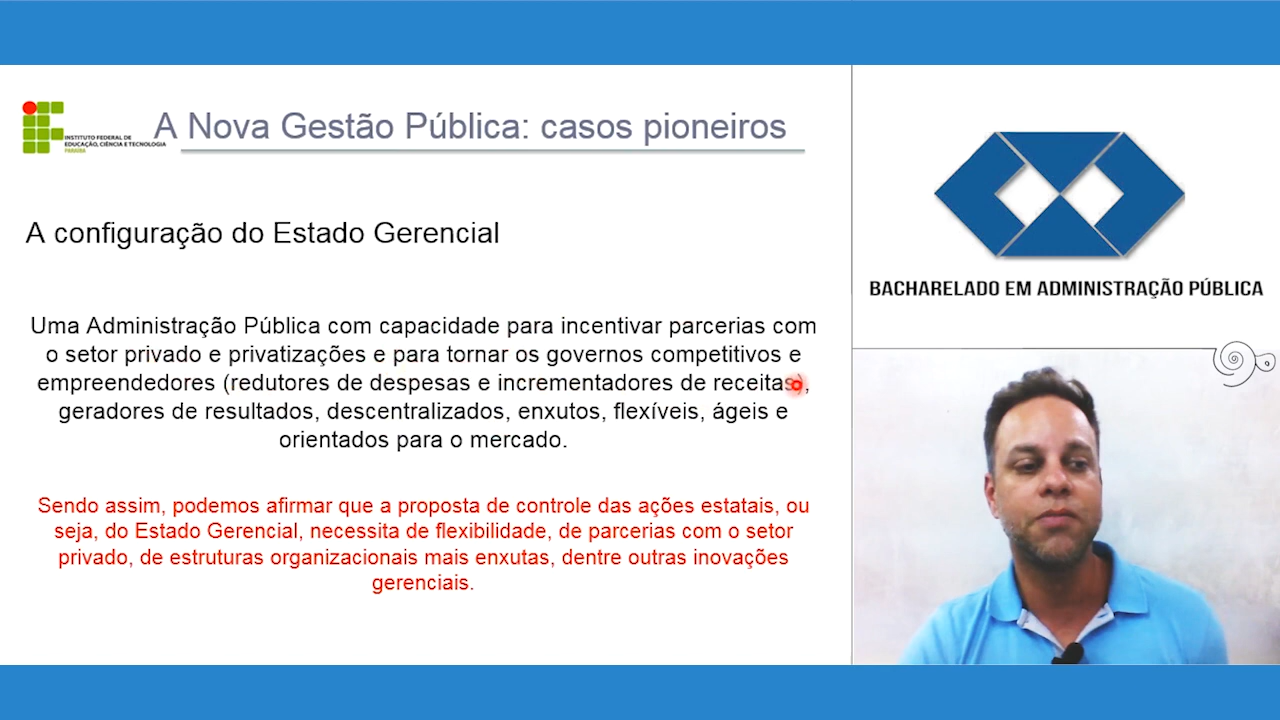 INSTITUTO FEDERAL DE
EDUCAÇÃO, CIÊNCIA E TECNOLOGIA
PARAÍBA
A Nova Gestão Pública: casos pioneiros
A configuração do Estado Gerencial
Uma Administração Pública com capacidade para incentivar parcerias com
o setor privado e privatizações e para tornar os governos competitivos e
empreendedores (redutores de despesas e incrementadores de receitas),
geradores de resultados, descentralizados, enxutos, flexíveis, ágeis e
orientados para o mercado.
Sendo assim, podemos afirmar que a proposta de controle das ações estatais, ou
seja, do Estado Gerencial, necessita de flexibilidade, de parcerias com o setor
privado, de estruturas organizacionais mais enxutas, dentre outras inovações
gerenciais.
BACHARELADO EM ADMINISTRAÇÃO PÚBLICA